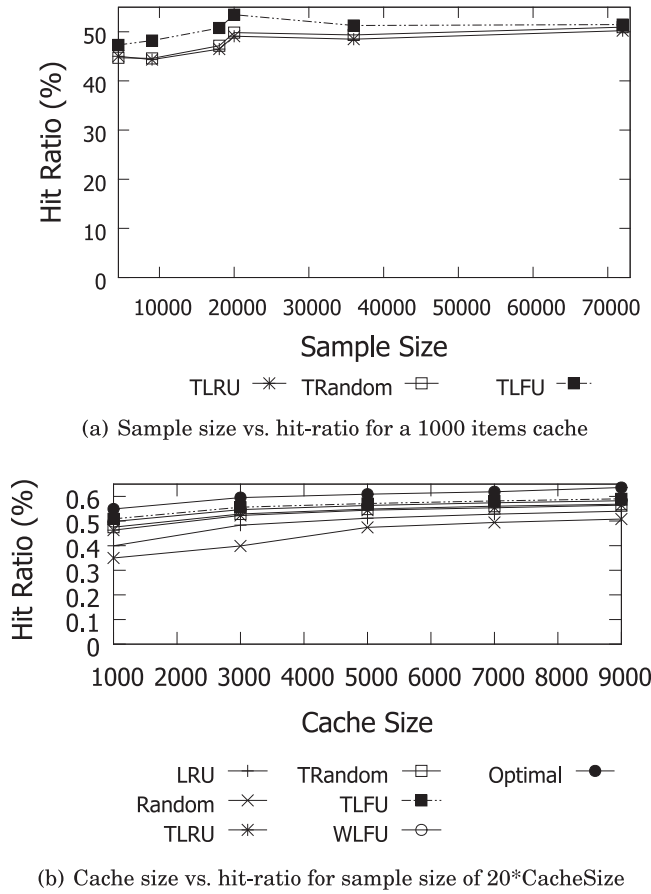 50
40
30
20
10
0
Hit Ratio (%)
10000 20000 30000 40000 50000 60000 70000
Sample Size
TLRU TRandom TLFU
(a) Sample size vs. hit-ratio for a 1000 items cache
0.6
0.5
0.4
0.3
0.2
0.1
0
Hit Ratio (%)
1000 2000 3000 4000 5000 6000 7000 8000 9000
Cache Size
LRU TRandom Optimal
Random TLFU
TLRU WLFU
(b) Cache size vs. hit-ratio for sample size of 20*CacheSize